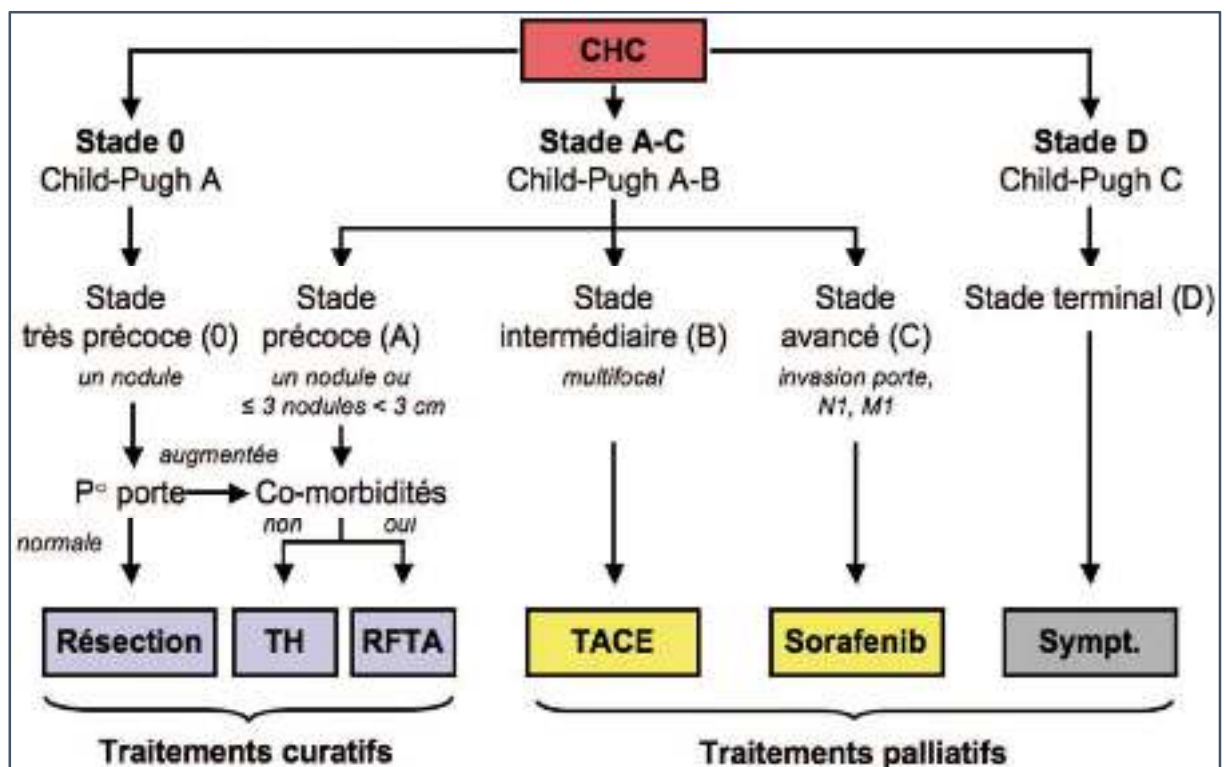 CHC
Stade 0
Child-Pugh A
Stade A-C
Child-Pugh A-B
Stade D
Child-Pugh C
Stade
très précoce (0)
un nodule
Stade
précoce (A)
un nodule ou
≤ 3 nodules < 3 cm
Stade
intermédiaire (B)
multifocal
Stade
avancé (C)
invasion porte,
N1, M1
Stade terminal (D)
augmentée
P° porte
Co-morbidités
normale
non
oui
Résection
TH
RFTA
TACE
Sorafenib
Sympt.
Traitements curatifs
Traitements palliatifs